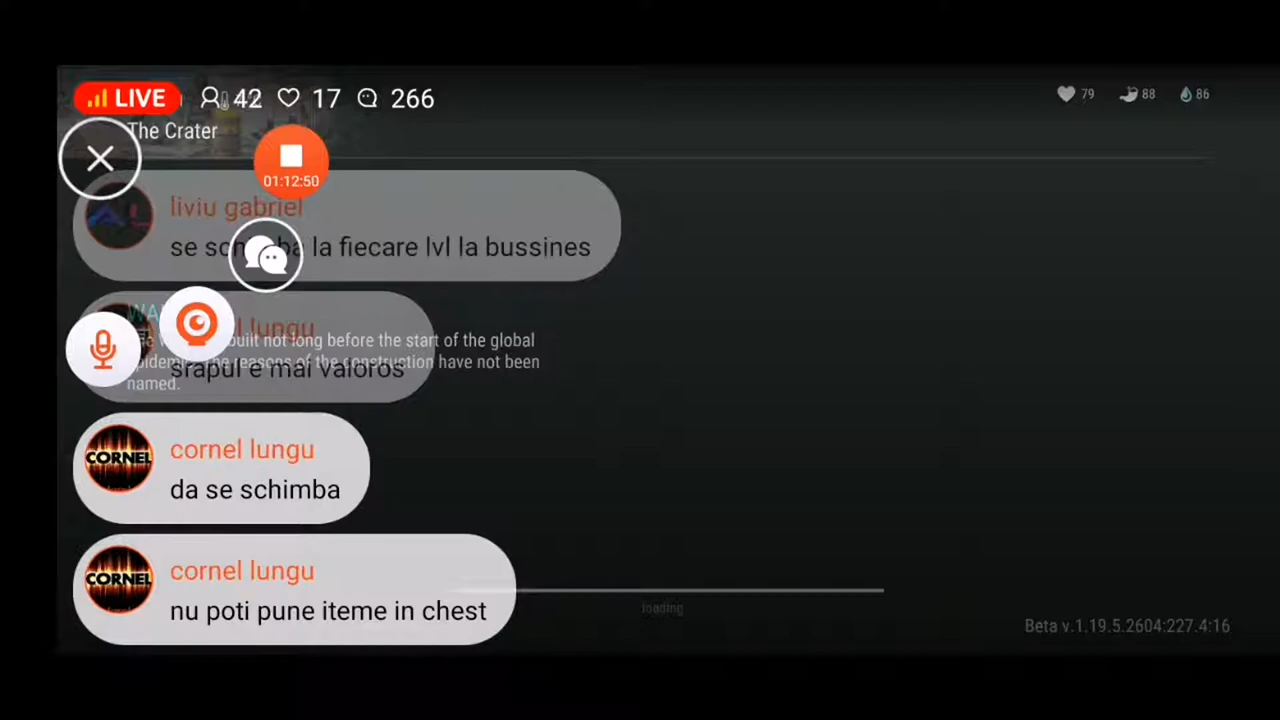 LIVE 42 17 266
79 88 86
The Crater
01:12:50
liviu gabriel
la fiecare lvl la bussines
lungu
built not long before the start of the global
The reasons of the construction have not been
named.
srapul e mai valoros
CORNEL
cornel lungu
da se schimba
CORNEL
cornel lungu
nu poti pune iteme in chest
loading
Beta v.1.19.5.2604:227.4:16